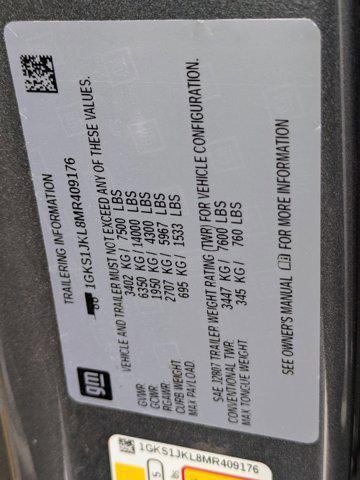 TRAILERING INFORMATION
1GKS1JKL8MR409176
VEHICLE AND TRAILER MUST NOT EXCEED ANY OF THESE VALUES.
GVWR: 3402 KG / 7500 LBS
GCWR: 6350 KG / 14000 LBS
RGAWR: 1950 KG / 4300 LBS
CURB WEIGHT: 2707 KG / 5967 LBS
MAX PAYLOAD: 695 KG / 1533 LBS
SAE J2807 TRAILER WEIGHT RATING (TWR) FOR VEHICLE CONFIGURATION.
CONVENTIONAL TWR: 3447 KG / 7600 LBS
MAX TONGUE WEIGHT: 345 KG / 760 LBS
SEE OWNER'S MANUAL FOR MORE INFORMATION
gm
1GKS1JKL8MR409176
5